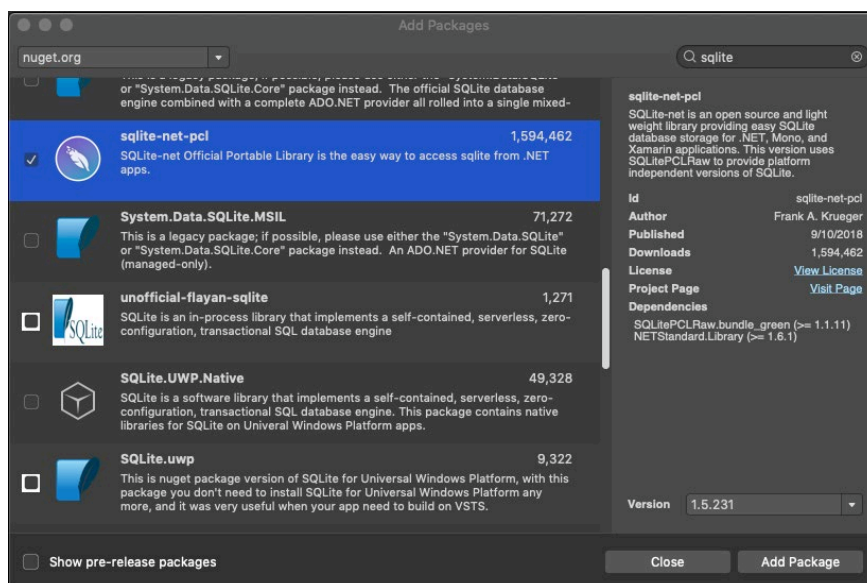 Add Packages
nuget.org
sqlite
This is a legacy package; if possible, please use either the "System.Data.SQLite"
or "System.Data.SQLite.Core" package instead. The official SQLite database
engine combined with a complete ADO.NET provider all rolled into a single mixed-
sqlite-net-pcl 1,594,462
SQLite-net Official Portable Library is the easy way to access sqlite from .NET
apps.
System.Data.SQLite.MSIL 71,272
This is a legacy package; if possible, please use either the "System.Data.SQLite"
or "System.Data.SQLite.Core" package instead. An ADO.NET provider for SQLite
(managed-only).
SQLite
unofficial-flayan-sqlite 1,271
SQLite is an in-process library that implements a self-contained, serverless, zero-
configuration, transactional SQL database engine
SQLite.UWP.Native 49,328
SQLite is a software library that implements a self-contained, serverless, zero-
configuration, transactional SQL database engine. This package contains native
libraries for SQLite on Univeral Windows Platform apps.
SQLite.uwp 9,322
This is nuget package version of SQLite for Universal Windows Platform, with this
package you don't need to install SQLite for Universal Windows Platform any
more, and it was very useful when your app need to build on VSTS.
sqlite-net-pcl
SQLite-net is an open source and light
weight library providing easy SQLite
database storage for .NET, Mono, and
Xamarin applications. This version uses
SQLitePCLRaw to provide platform
independent versions of SQLite.
Id sqlite-net-pcl
Author Frank A. Krueger
Published 9/10/2018
Downloads 1,594,462
License View License
Project Page Visit Page
Dependencies
SQLitePCLRaw.bundle_green (>= 1.1.11)
NETStandard.Library (>= 1.6.1)
Version 1.5.231
Show pre-release packages
Close
Add Package